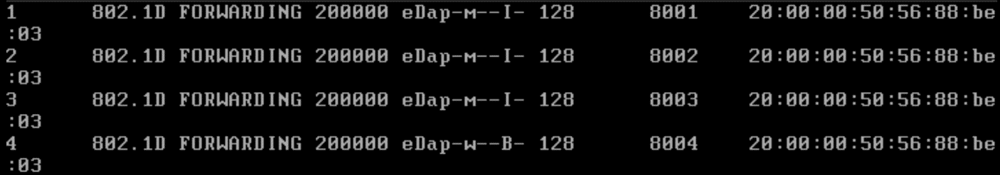 1 802.1D FORWARDING 200000 eDap-m--I- 128 8001 20:00:00:50:56:88:be
:03
2 802.1D FORWARDING 200000 eDap-m--I- 128 8002 20:00:00:50:56:88:be
:03
3 802.1D FORWARDING 200000 eDap-m--I- 128 8003 20:00:00:50:56:88:be
:03
4 802.1D FORWARDING 200000 eDap-w--B- 128 8004 20:00:00:50:56:88:be
:03